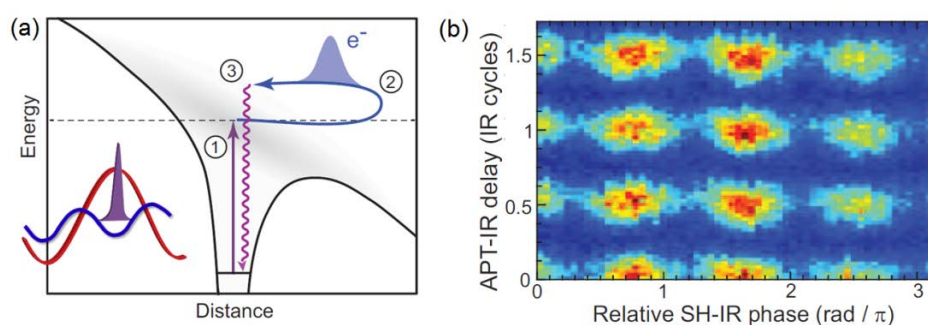 (a)
Energy
Distance
e-
①
②
③
(b)
APT-IR delay (IR cycles)
1.5
1
0.5
0
0
1
2
3
Relative SH-IR phase (rad / π)